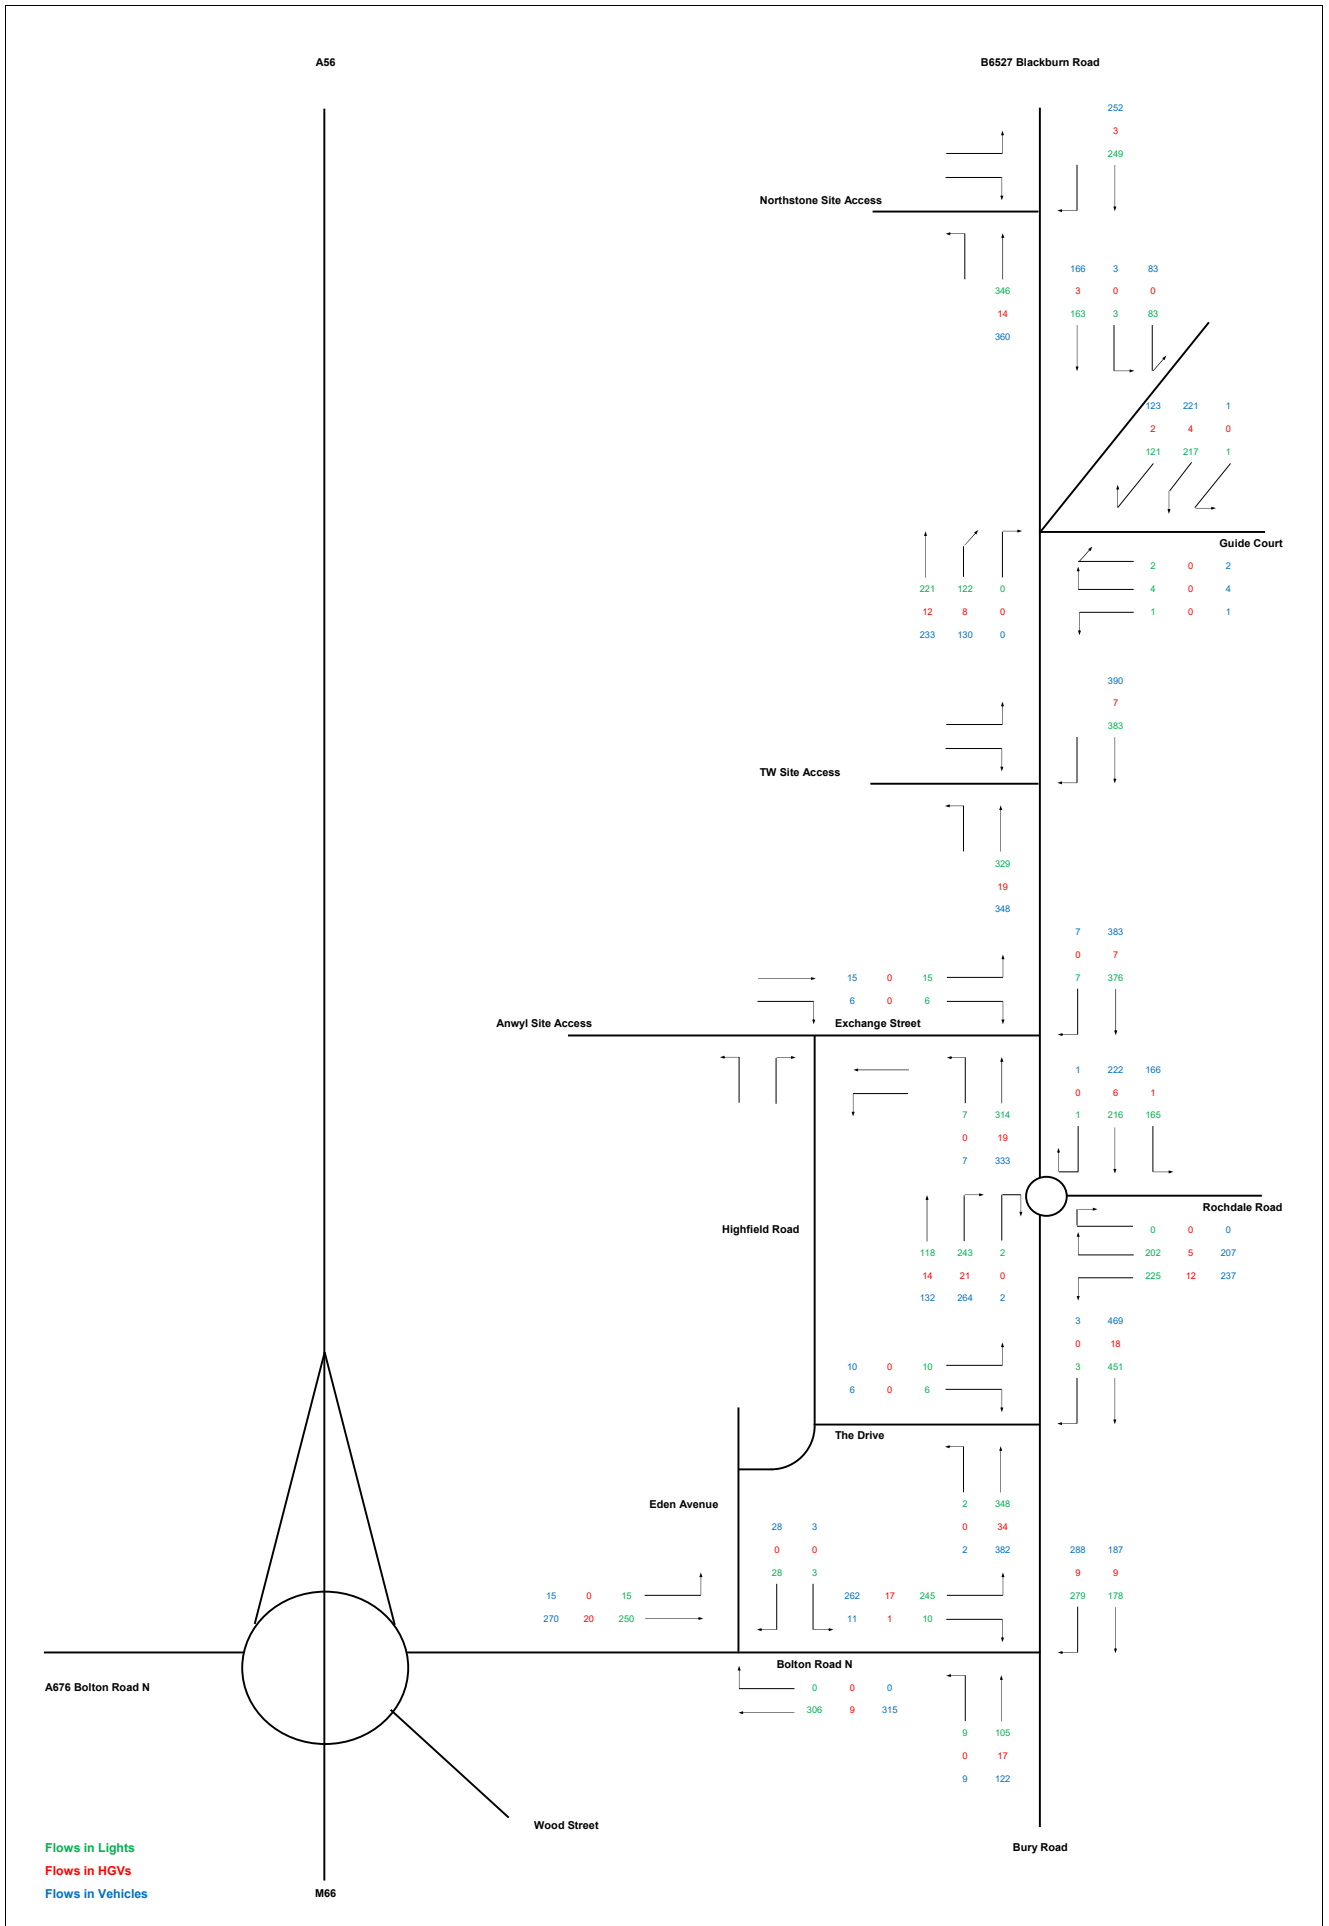 A56 B6527 Blackburn Road
252
3
249
Northstone Site Access
166 3 83
346 3 0 0
14 163 3 83
360
123 221 1
2 4 0
121 217 1
Guide Court
2 0 2
221 122 0 4 0 4
12 8 0 1 0 1
233 130 0
390
7
383
TW Site Access
329
19
348
7 383
0 7
15 0 15 7 376
6 0 6
Anwyl Site Access Exchange Street
1 222 166
0 6 1
7 314 1 216 165
0 19
7 333
Rochdale Road
Highfield Road 0 0 0
118 243 2 202 5 207
14 21 0 225 12 237
132 264 2
3 469
0 18
10 0 10 3 451
6 0 6
The Drive
Eden Avenue 2 348
28 3 0 34
0 0 2 382 288 187
28 3 9 9
15 0 15 262 17 245 279 178
270 20 250 11 1 10
Bolton Road N
A676 Bolton Road N 0 0 0
306 9 315
9 105
0 17
9 122
Wood Street
Flows in Lights Bury Road
Flows in HGVs
Flows in Vehicles M66